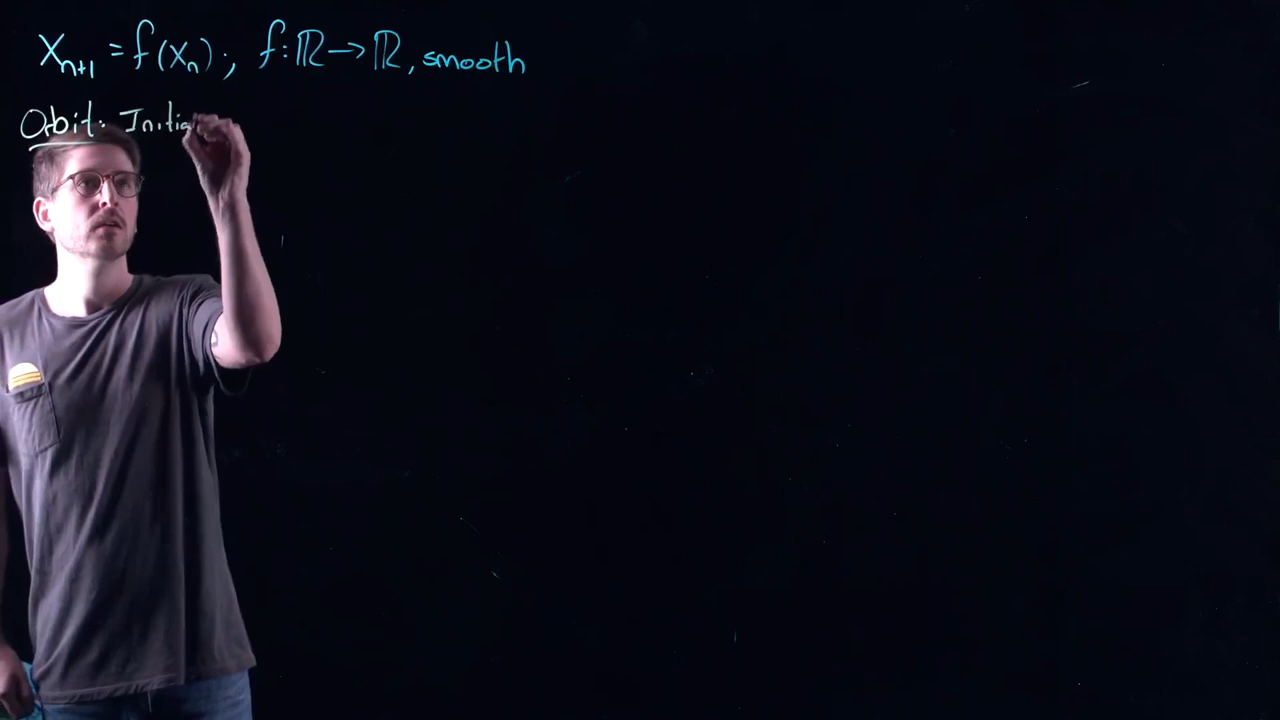 Xn+1 = f(Xn); f: ℝ → ℝ, smooth
Orbit: Initia